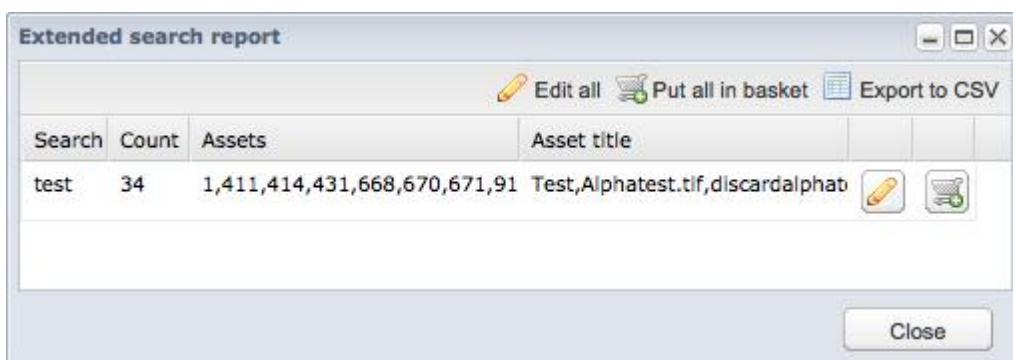 Extended search report
Edit all Put all in basket Export to CSV
Search Count Assets Asset title
test 34 1,411,414,431,668,670,671,91 Test,Alphatest.tif,discardalphat
Close